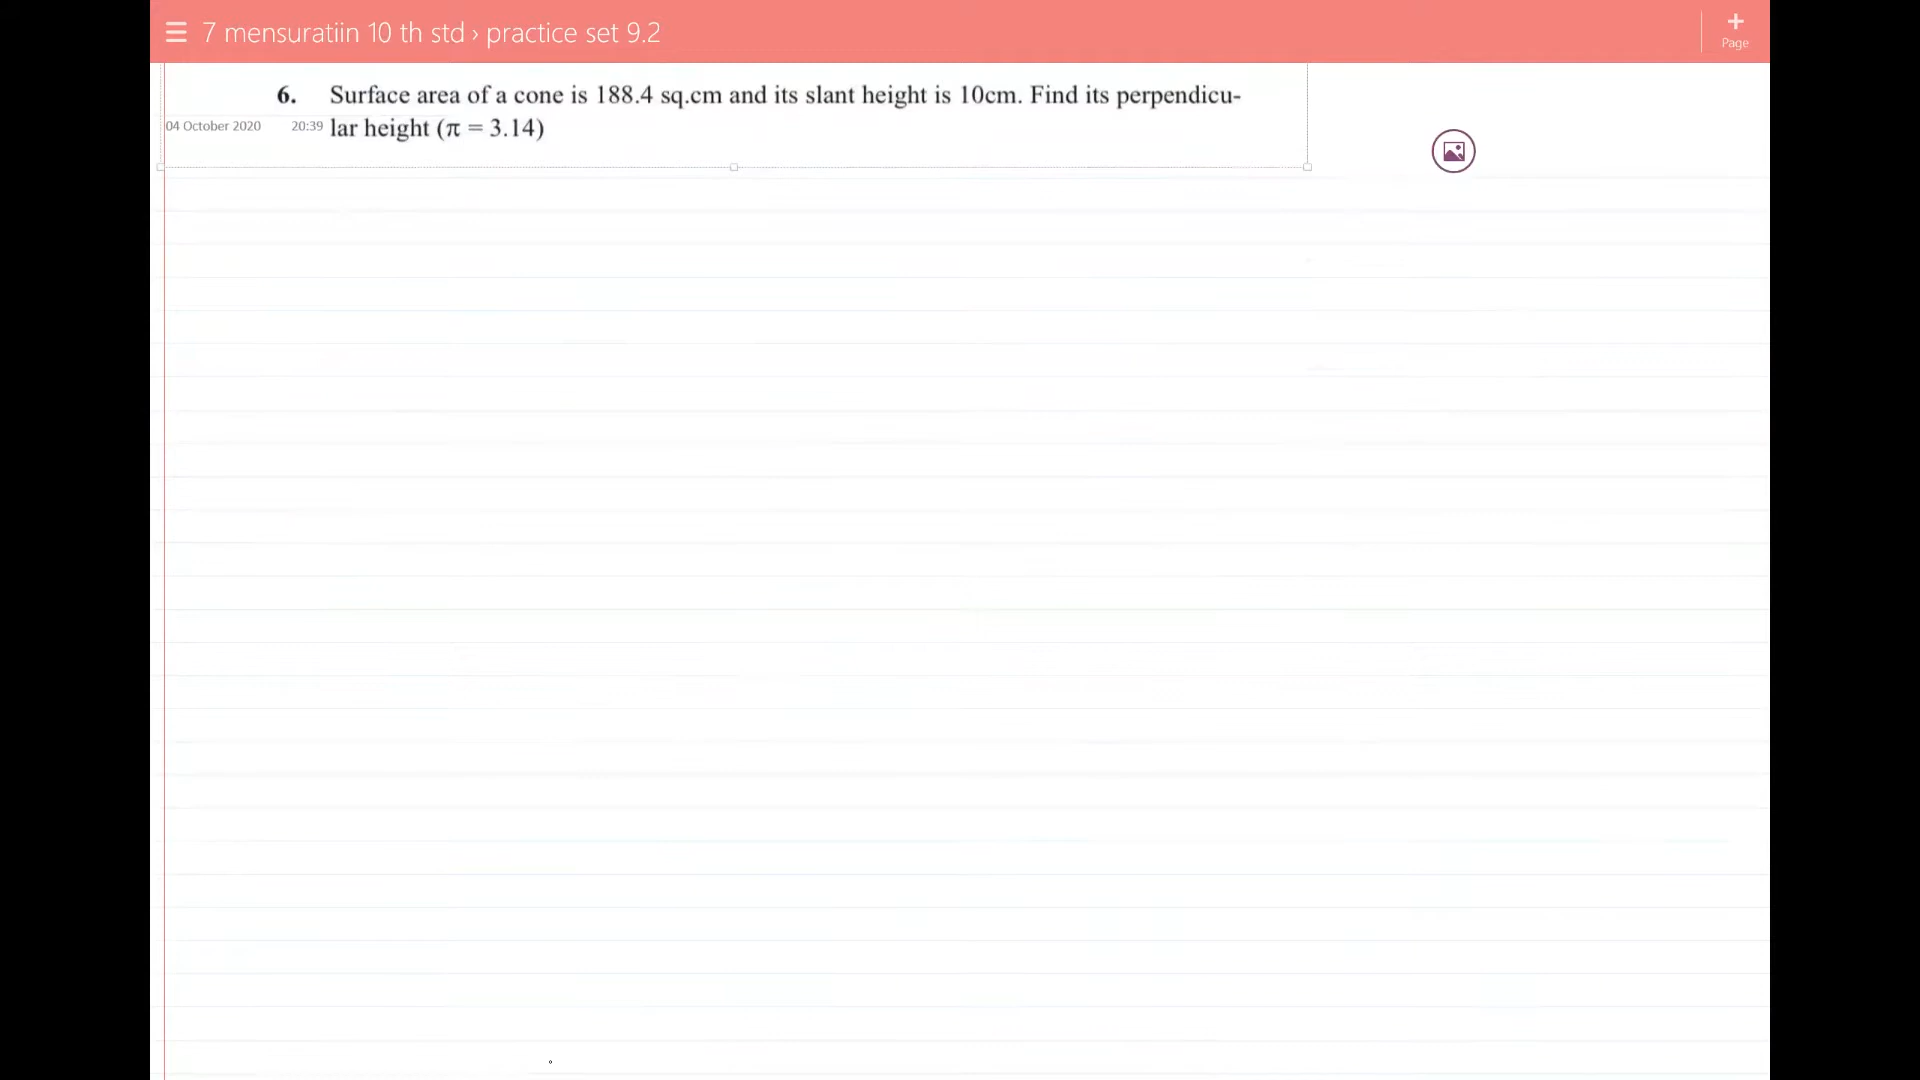 7 mensuratiin 10 th std › practice set 9.2
+
Page
6. Surface area of a cone is 188.4 sq.cm and its slant height is 10cm. Find its perpendicu-
04 October 2020 20:39 lar height (π = 3.14)